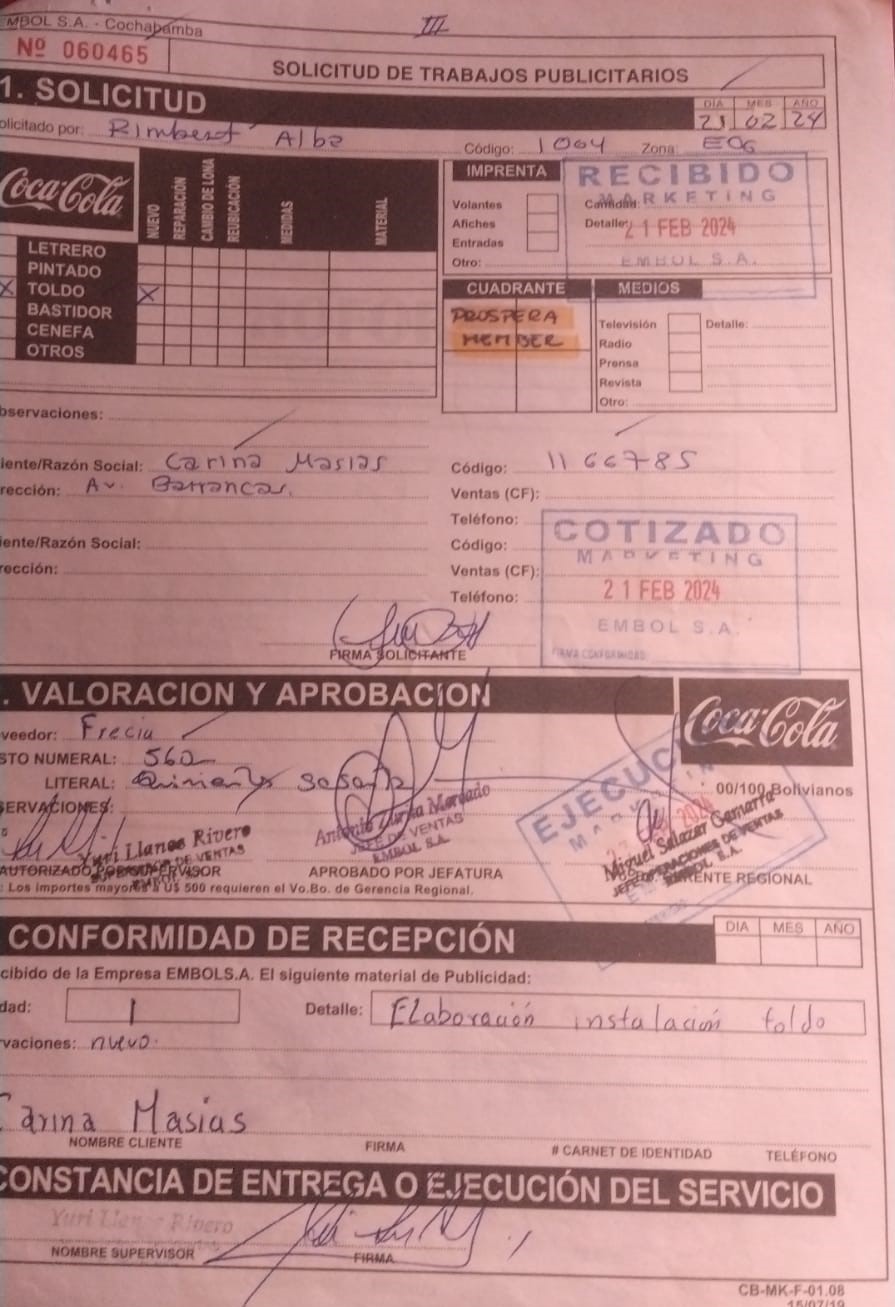 MBOL S.A. - Cochabamba
III
Nº 060465
SOLICITUD DE TRABAJOS PUBLICITARIOS
1. SOLICITUD
DIA MES AÑO
21 02 24
olicitado por: Rimbert Alba Código: 1004 Zona: E06
Coca-Cola
NUEVO REPARACIÓN CAMBIO DE LONA REUBICACIÓN MEDIDAS MATERIAL
LETRERO
PINTADO
X TOLDO X
BASTIDOR
CENEFA
OTROS
IMPRENTA
Volantes Cantidad:
Afiches Detalle:
Entradas
Otro:
RECIBIDO
MARKETING
21 FEB 2024
EMBOL S.A.
CUADRANTE
PROSPERA
MEMBER
MEDIOS
Televisión Detalle:
Radio
Prensa
Revista
Otro:
bservaciones:
iente/Razón Social: Carina Masias Código: 1166785
rección: Av. Barrancas. Ventas (CF):
Teléfono:
iente/Razón Social: Código:
rección: Ventas (CF):
Teléfono:
COTIZADO
MARKETING
21 FEB 2024
EMBOL S.A.
FIRMA CONFORMIDAD
FIRMA SOLICITANTE
. VALORACION Y APROBACION
Coca-Cola
veedor: Frecia
STO NUMERAL: 560
LITERAL: Quinientos sesenta 00/100 Bolivianos
SERVACIONES:
EJECU
Yuri Llanos Rivero
DE VENTAS
EMBOL S.A.
Mercado
JEFE DE VENTAS
EMBOL S.A.
Miguel Salazar Gamarra
JEFE OPERACIONES DE VENTAS
EMBOL S.A.
AUTORIZADO POR SUPERVISOR APROBADO POR JEFATURA GERENTE REGIONAL
: Los importes mayores a U$ 500 requieren el Vo.Bo. de Gerencia Regional.
CONFORMIDAD DE RECEPCIÓN
DIA MES AÑO
cibido de la Empresa EMBOLS.A. El siguiente material de Publicidad:
dad: 1 Detalle: Elaboración instalación toldo
vaciones: nuevo.
Carina Masias
NOMBRE CLIENTE FIRMA # CARNET DE IDENTIDAD TELÉFONO
CONSTANCIA DE ENTREGA O EJECUCIÓN DEL SERVICIO
Yuri Rivero
NOMBRE SUPERVISOR FIRMA
CB-MK-F-01.08
15/07/19